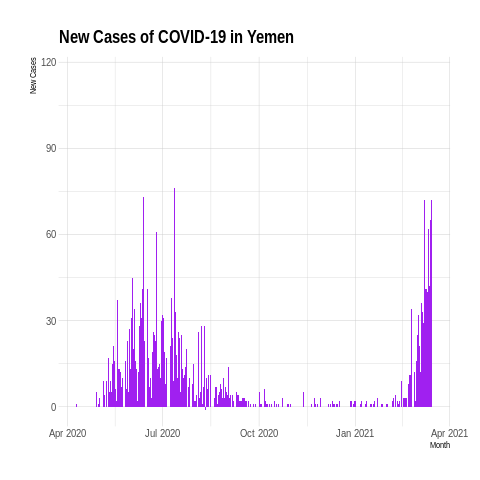 New Cases of COVID-19 in Yemen
New Cases
120
90
60
30
0
Apr 2020 Jul 2020 Oct 2020 Jan 2021 Apr 2021
Month